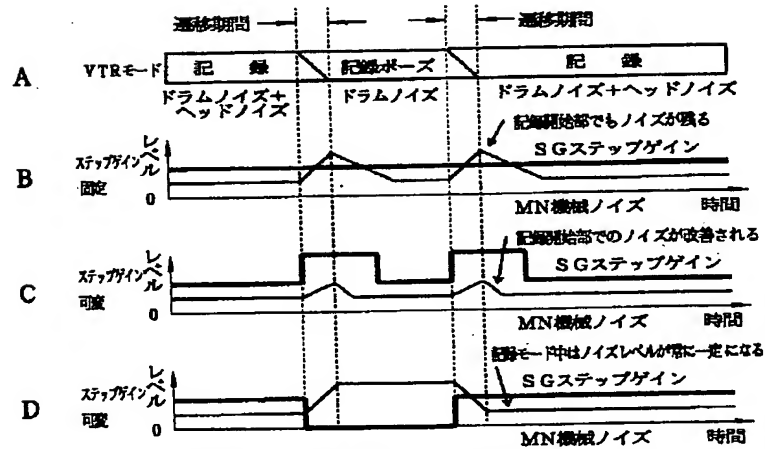 遷移期間 遷移期間
A VTRモード 記 録 記録ポーズ 記 録
ドラムノイズ+ヘッドノイズ ドラムノイズ ドラムノイズ+ヘッドノイズ
記録開始部でもノイズが残る
B ステップゲイン固定 レベル 0 SGステップゲイン
MN機械ノイズ 時間
記録開始部でのノイズが改善される
C ステップゲイン可変 レベル 0 SGステップゲイン
MN機械ノイズ 時間
記録モード中はノイズレベルが常に一定になる
D ステップゲイン可変 レベル 0 SGステップゲイン
MN機械ノイズ 時間